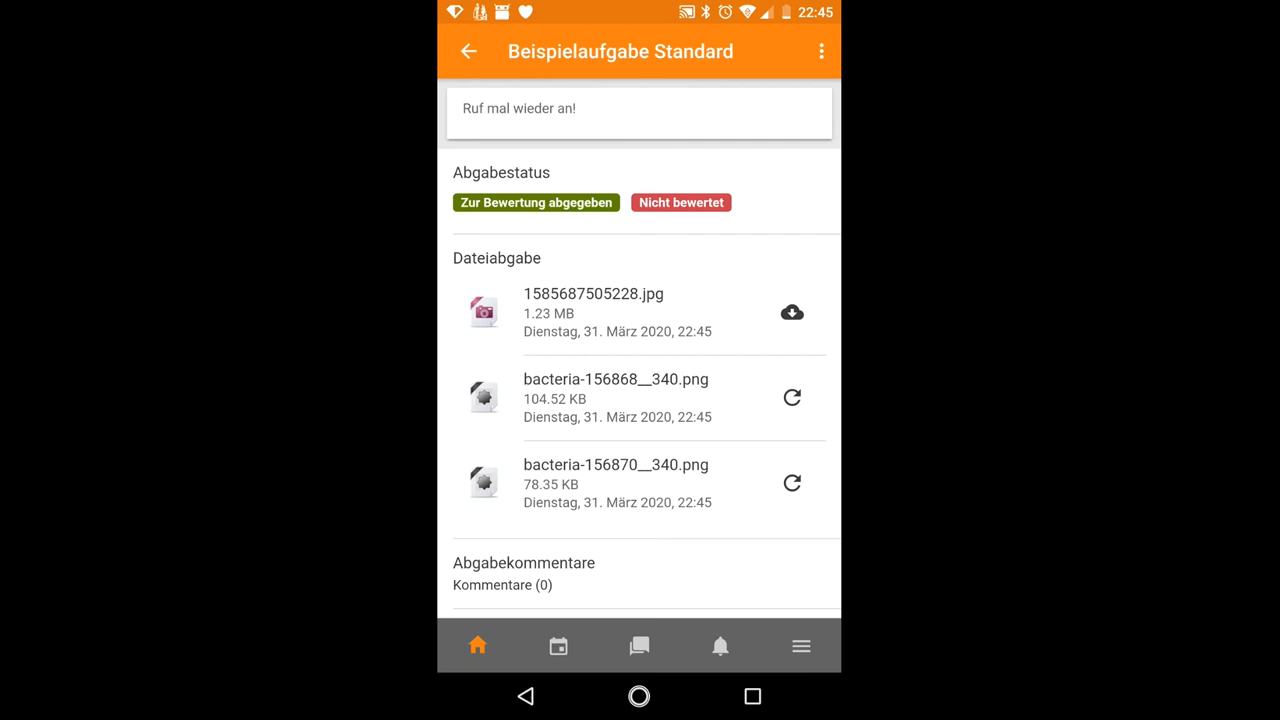 22:45
Beispielaufgabe Standard
Ruf mal wieder an!
Abgabestatus
Zur Bewertung abgegeben Nicht bewertet
Dateiabgabe
1585687505228.jpg
1.23 MB
Dienstag, 31. März 2020, 22:45
bacteria-156868__340.png
104.52 KB
Dienstag, 31. März 2020, 22:45
bacteria-156870__340.png
78.35 KB
Dienstag, 31. März 2020, 22:45
Abgabekommentare
Kommentare (0)